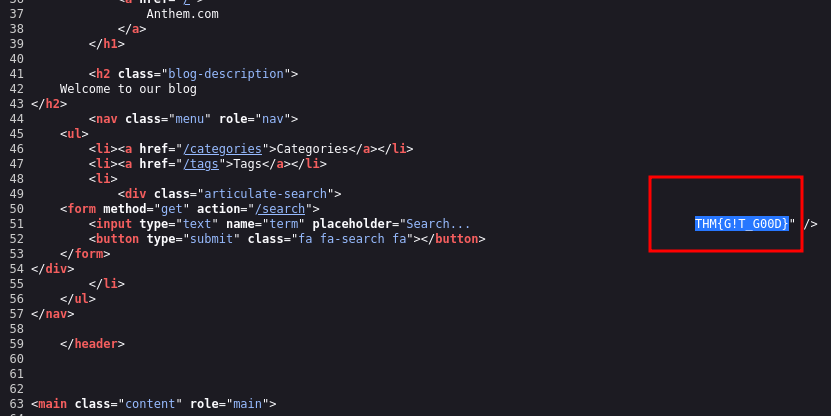 <a href="/">
37 Anthem.com
38 </a>
39 </h1>
40
41 <h2 class="blog-description">
42 Welcome to our blog
43 </h2>
44 <nav class="menu" role="nav">
45 <ul>
46 <li><a href="/categories">Categories</a></li>
47 <li><a href="/tags">Tags</a></li>
48 <li>
49 <div class="articulate-search">
50 <form method="get" action="/search">
51 <input type="text" name="term" placeholder="Search... THM{G!T_G00D}" />
52 <button type="submit" class="fa fa-search fa"></button>
53 </form>
54 </div>
55 </li>
56 </ul>
57 </nav>
58
59 </header>
60
61
62
63 <main class="content" role="main">